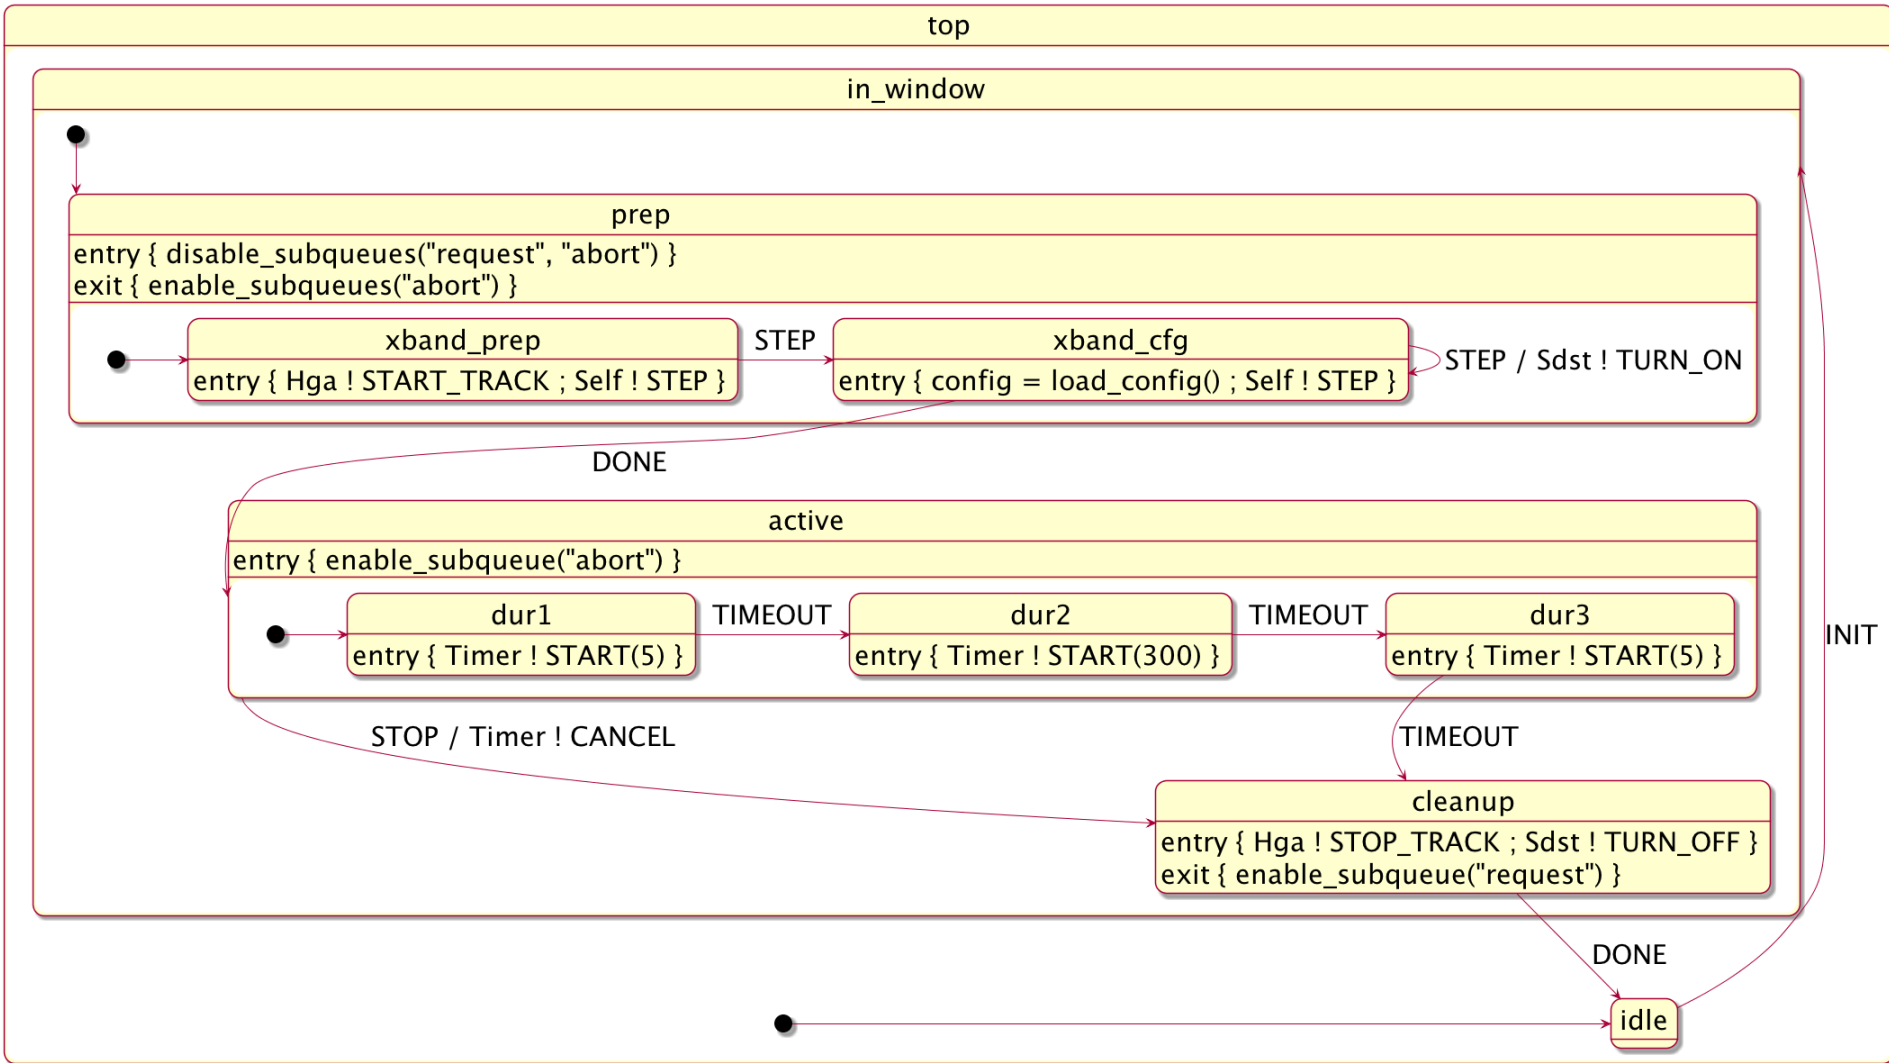 top
in_window
prep
entry { disable_subqueues("request", "abort") }
exit { enable_subqueues("abort") }
xband_prep
entry { Hga ! START_TRACK ; Self ! STEP }
STEP
xband_cfg
entry { config = load_config() ; Self ! STEP }
STEP / Sdst ! TURN_ON
DONE
active
entry { enable_subqueue("abort") }
dur1
entry { Timer ! START(5) }
TIMEOUT
dur2
entry { Timer ! START(300) }
TIMEOUT
dur3
entry { Timer ! START(5) }
INIT
STOP / Timer ! CANCEL
TIMEOUT
cleanup
entry { Hga ! STOP_TRACK ; Sdst ! TURN_OFF }
exit { enable_subqueue("request") }
DONE
idle